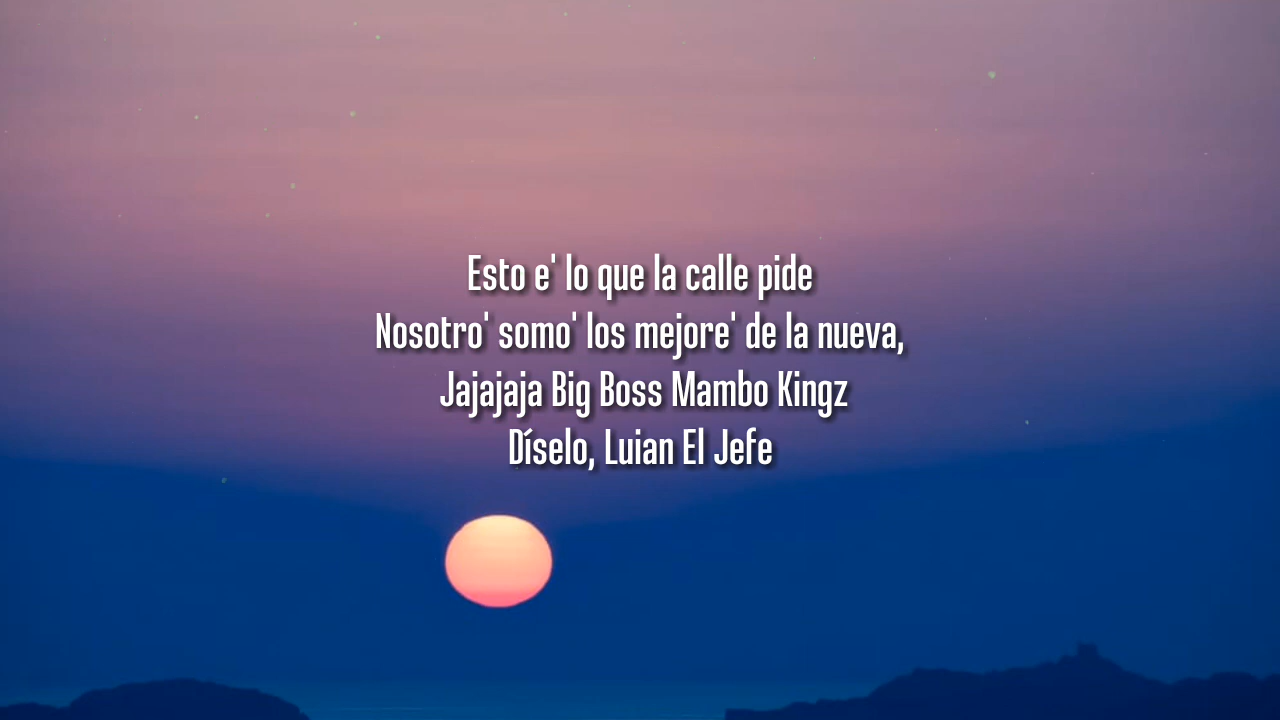 Esto e' lo que la calle pide
Nosotro' somo' los mejore' de la nueva,
Jajajaja Big Boss Mambo Kingz
Díselo, Luian El Jefe